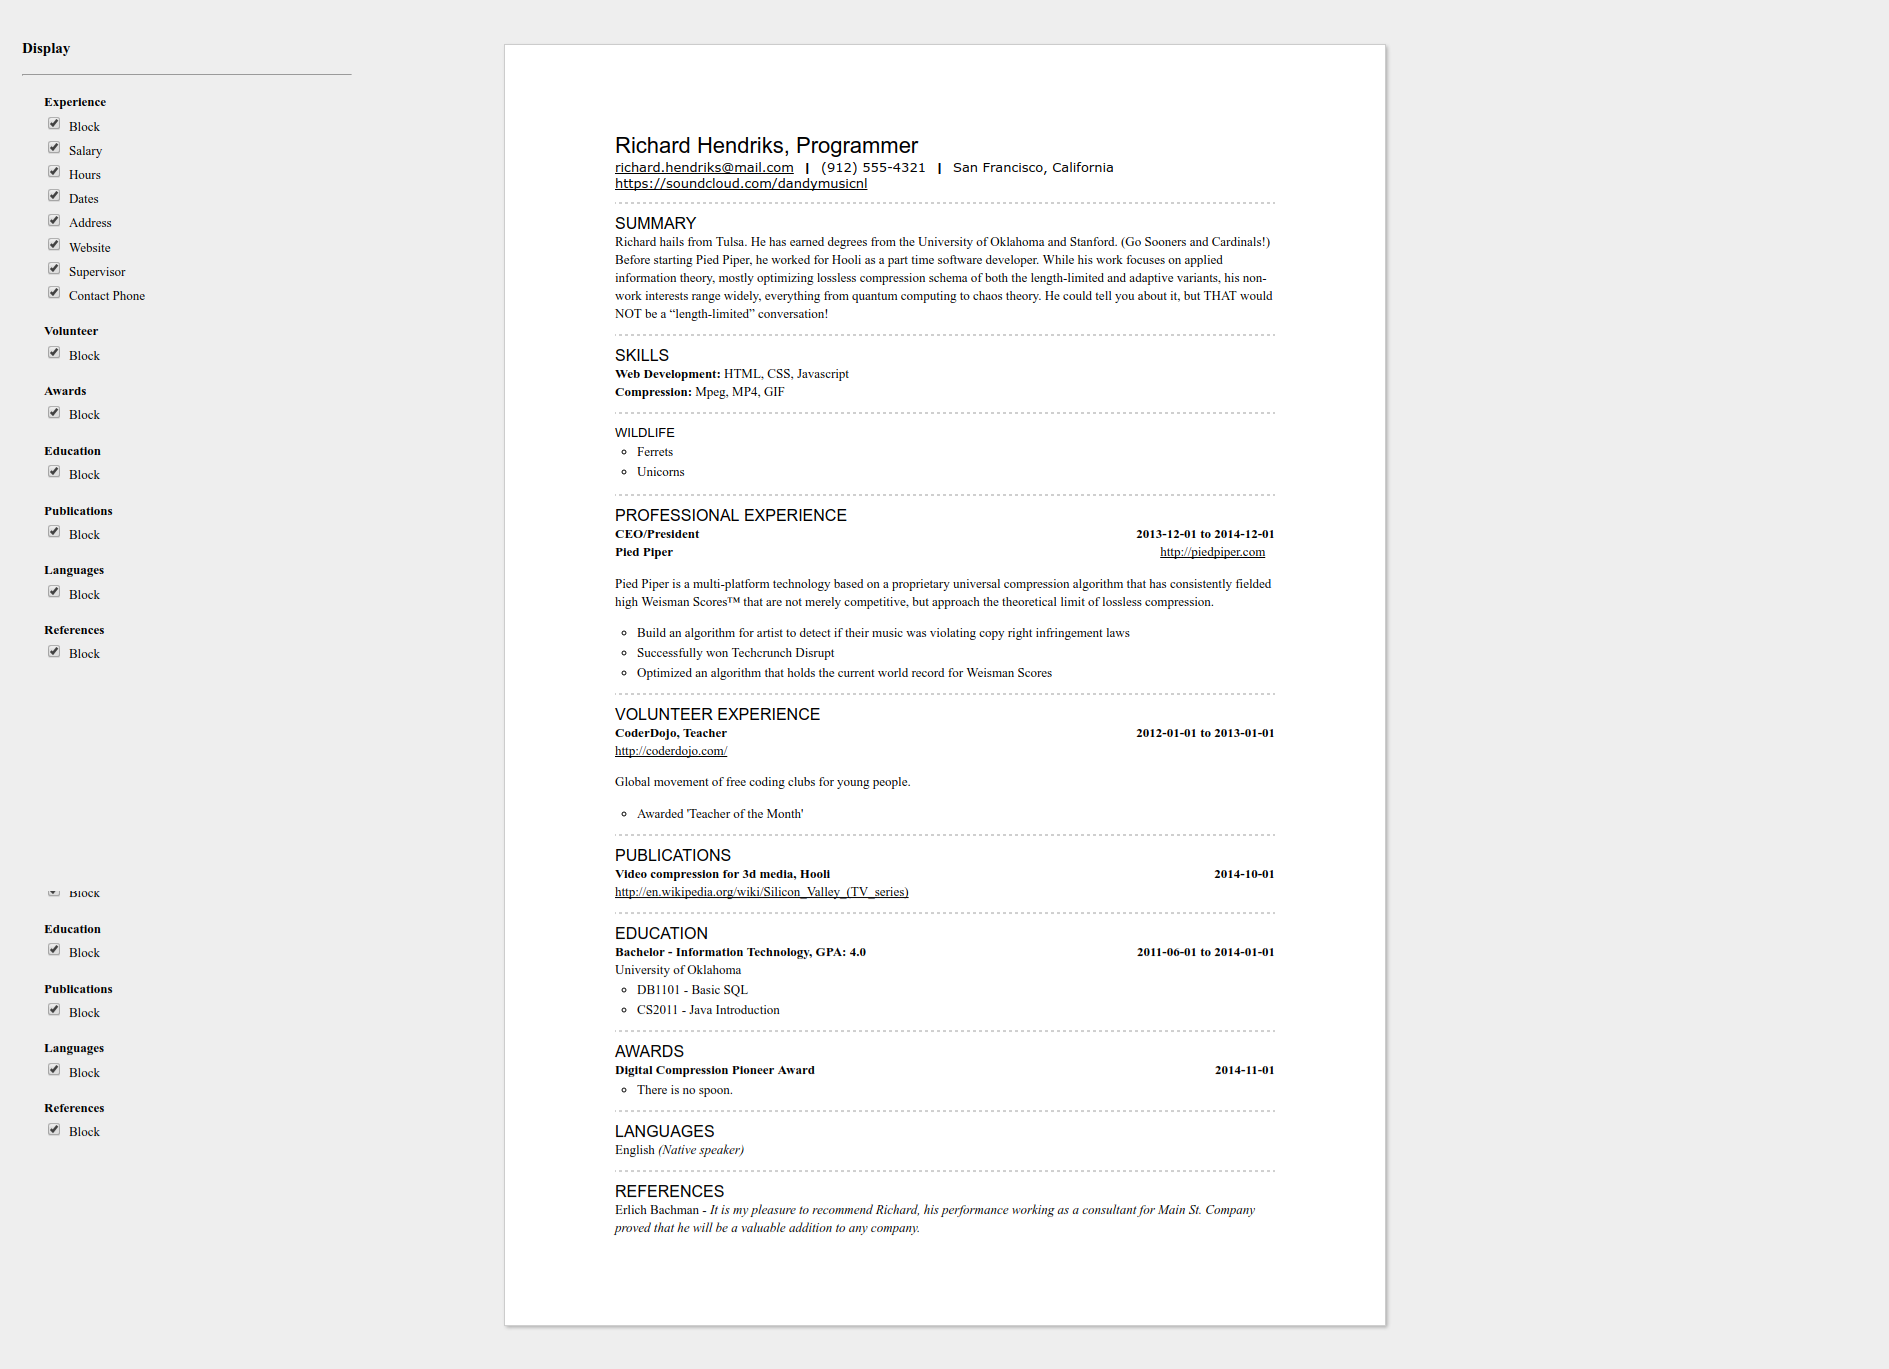 Display
Experience
Block
Salary
Hours
Dates
Address
Website
Supervisor
Contact Phone
Volunteer
Block
Awards
Block
Education
Block
Publications
Block
Languages
Block
References
Block
Block
Education
Block
Publications
Block
Languages
Block
References
Block
Richard Hendriks, Programmer
richard.hendriks@mail.com | (912) 555-4321 | San Francisco, California
https://soundcloud.com/dandymusicnl
SUMMARY
Richard hails from Tulsa. He has earned degrees from the University of Oklahoma and Stanford. (Go Sooners and Cardinals!)
Before starting Pied Piper, he worked for Hooli as a part time software developer. While his work focuses on applied
information theory, mostly optimizing lossless compression schema of both the length-limited and adaptive variants, his non-
work interests range widely, everything from quantum computing to chaos theory. He could tell you about it, but THAT would
NOT be a “length-limited” conversation!
SKILLS
Web Development: HTML, CSS, Javascript
Compression: Mpeg, MP4, GIF
WILDLIFE
Ferrets
Unicorns
PROFESSIONAL EXPERIENCE
CEO/President 2013-12-01 to 2014-12-01
Pied Piper http://piedpiper.com
Pied Piper is a multi-platform technology based on a proprietary universal compression algorithm that has consistently fielded
high Weisman Scores™ that are not merely competitive, but approach the theoretical limit of lossless compression.
Build an algorithm for artist to detect if their music was violating copy right infringement laws
Successfully won Techcrunch Disrupt
Optimized an algorithm that holds the current world record for Weisman Scores
VOLUNTEER EXPERIENCE
CoderDojo, Teacher 2012-01-01 to 2013-01-01
http://coderdojo.com/
Global movement of free coding clubs for young people.
Awarded 'Teacher of the Month'
PUBLICATIONS
Video compression for 3d media, Hooli 2014-10-01
http://en.wikipedia.org/wiki/Silicon_Valley_(TV_series)
EDUCATION
Bachelor - Information Technology, GPA: 4.0 2011-06-01 to 2014-01-01
University of Oklahoma
DB1101 - Basic SQL
CS2011 - Java Introduction
AWARDS
Digital Compression Pioneer Award 2014-11-01
There is no spoon.
LANGUAGES
English (Native speaker)
REFERENCES
Erlich Bachman - It is my pleasure to recommend Richard, his performance working as a consultant for Main St. Company
proved that he will be a valuable addition to any company.